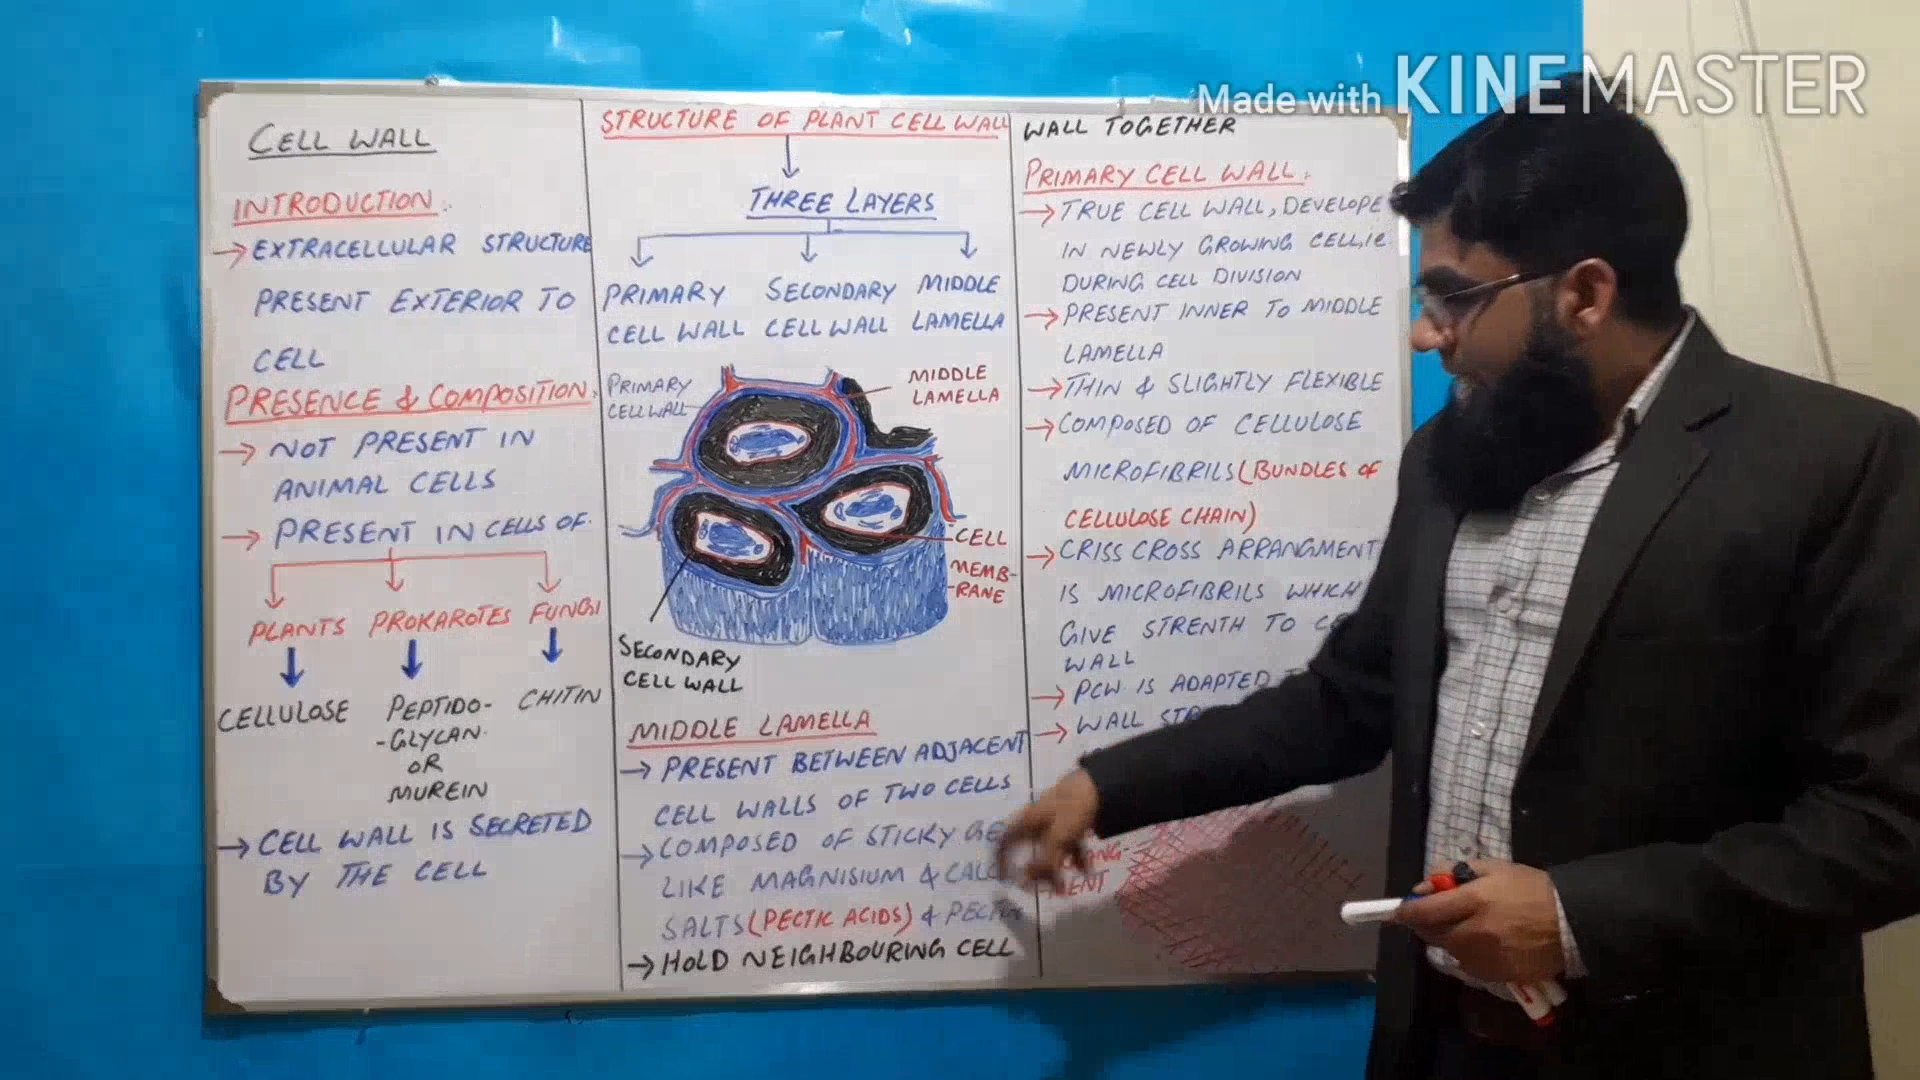 Made with KINEMASTER
CELL WALL
INTRODUCTION:
→ EXTRACELLULAR STRUCTURE
PRESENT EXTERIOR TO
CELL
PRESENCE & COMPOSITION:
→ NOT PRESENT IN
ANIMAL CELLS
→ PRESENT IN CELLS OF.
PLANTS PROKAROTES FUNGI
CELLULOSE PEPTIDO- CHITIN
-GLYCAN.
OR
MUREIN
→ CELL WALL IS SECRETED
BY THE CELL
STRUCTURE OF PLANT CELL WALL
THREE LAYERS
PRIMARY SECONDARY MIDDLE
CELL WALL CELL WALL LAMELLA
PRIMARY
CELL WALL
MIDDLE
LAMELLA
CELL
MEMB-
-RANE
SECONDARY
CELL WALL
MIDDLE LAMELLA
→ PRESENT BETWEEN ADJACENT
CELL WALLS OF TWO CELLS
→ COMPOSED OF STICKY
LIKE MAGNISIUM &
SALTS (PECTIC ACIDS) &
→ HOLD NEIGHBOURING CELL
WALL TOGETHER
PRIMARY CELL WALL:
→ TRUE CELL WALL, DEVELOPE
IN NEWLY GROWING
DURING CELL DIVISION
→ PRESENT INNER TO MIDDLE
LAMELLA
→ THIN & SLIGHTLY FLEXIBLE
→ COMPOSED OF CELLULOSE
MICROFIBRILS (BUNDLES OF
CELLULOSE CHAIN)
→ CRISS CROSS ARRANGMENT
IS MICROFIBRILS WHICH
GIVE STRENTH TO
WALL
→ PCW IS ADAPTED
→ WALL